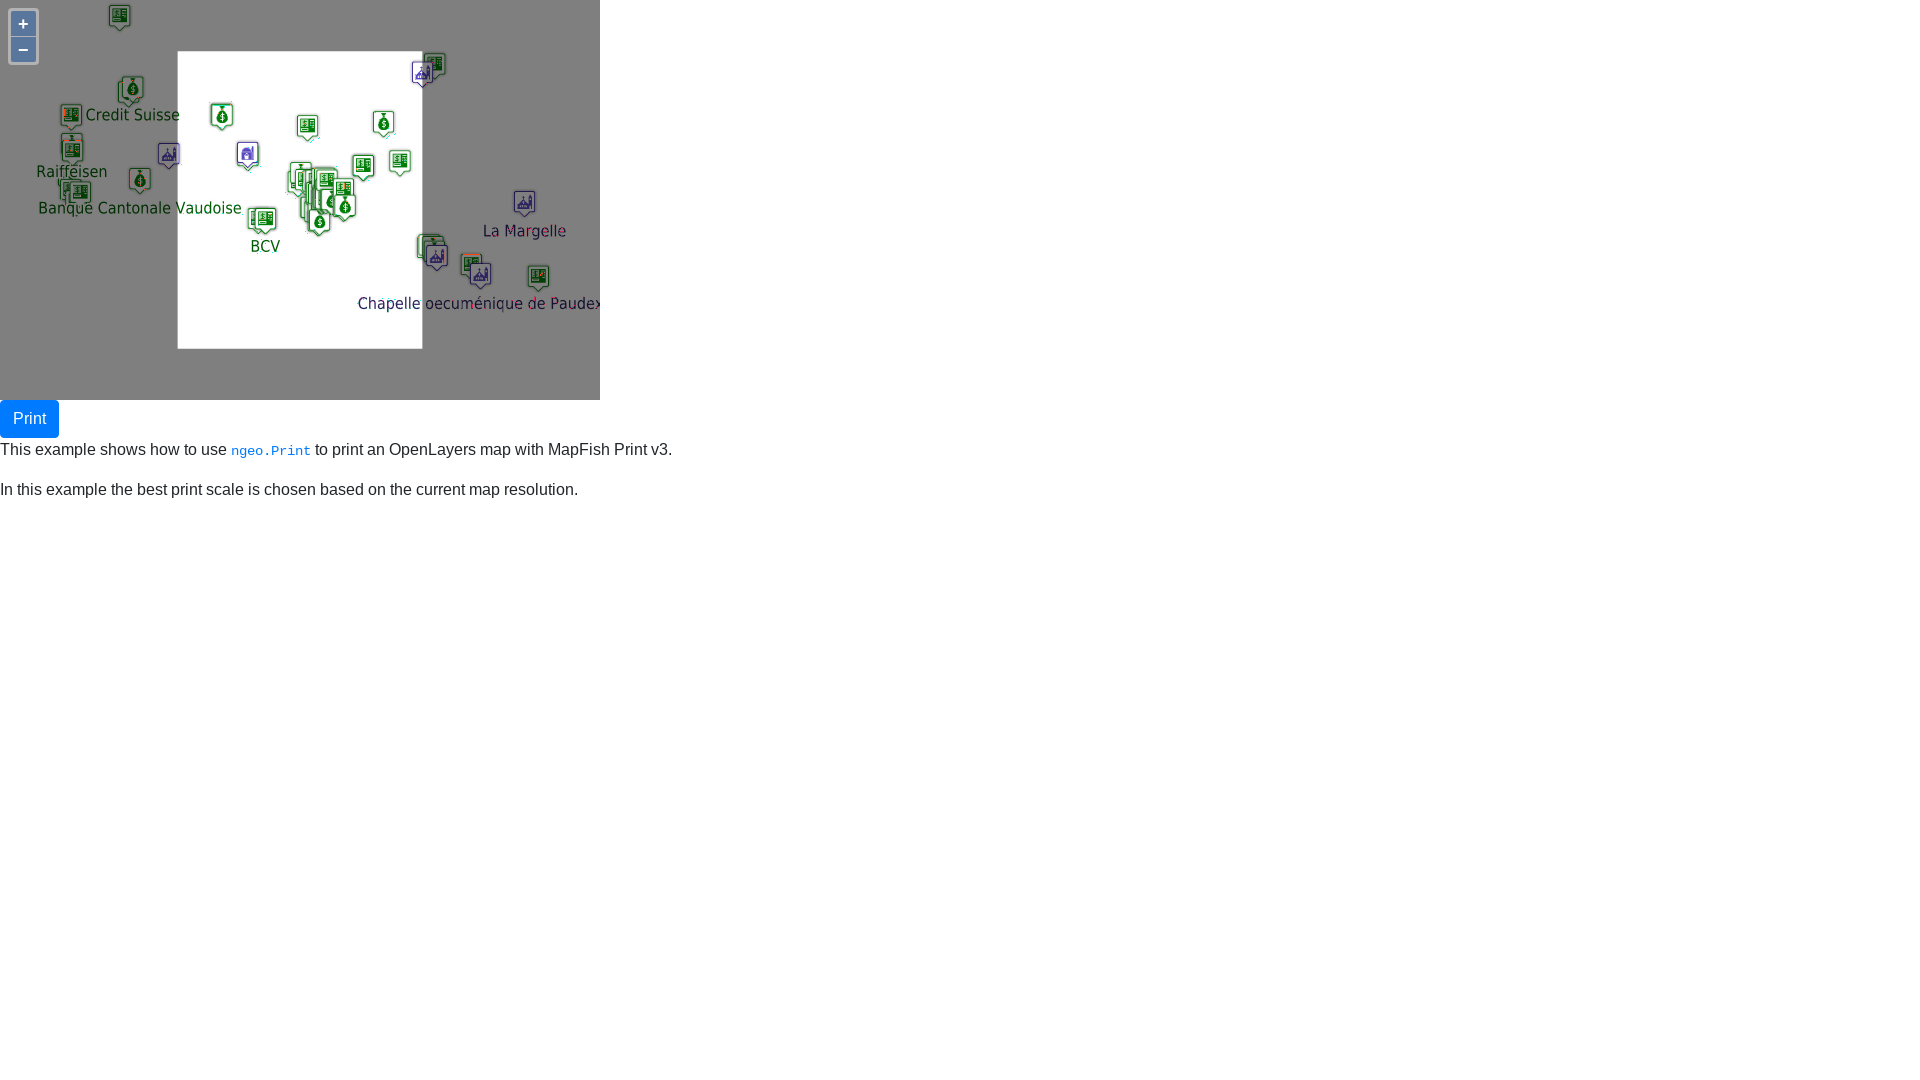 +
−
Credit Suisse
Raiffeisen
Banque Cantonale Vaudoise
BCV
La Margelle
Chapelle oecuménique de Paudex
Print
This example shows how to use ngeo.Print to print an OpenLayers map with MapFish Print v3.
In this example the best print scale is chosen based on the current map resolution.